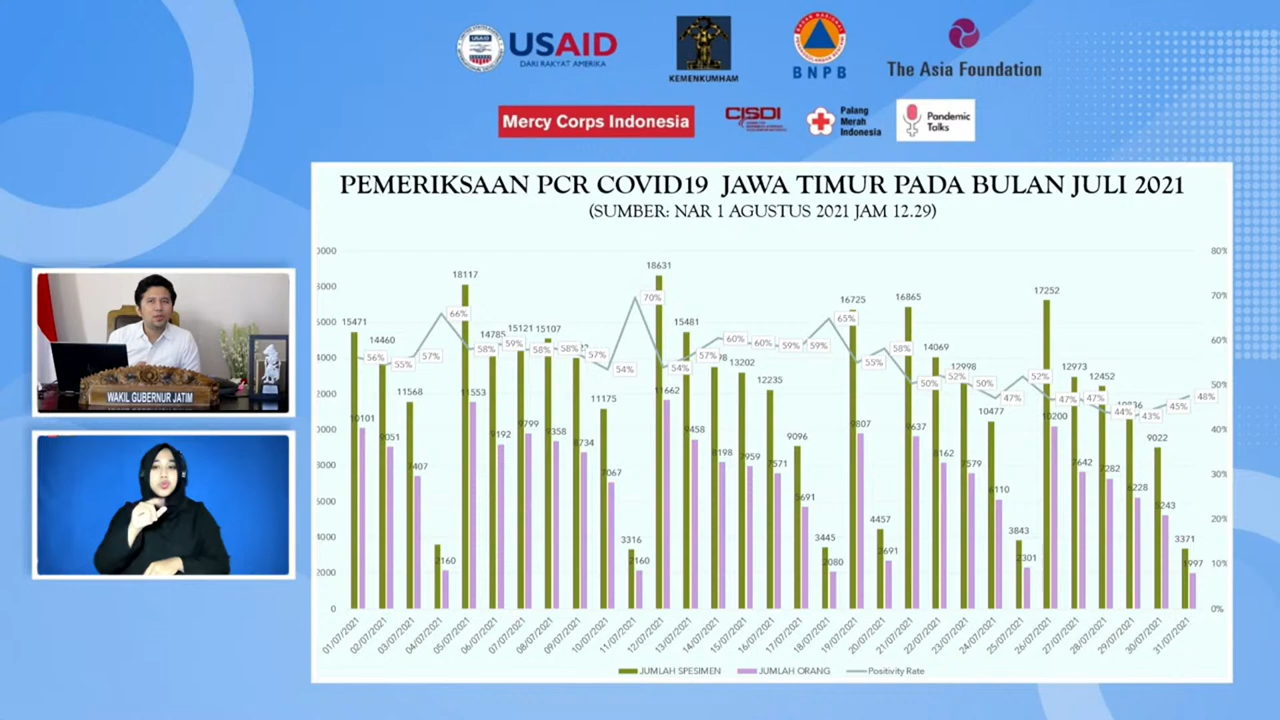 USAID
DARI RAKYAT AMERIKA
KEMENKUMHAM
BNPB
The Asia Foundation
Mercy Corps Indonesia
CISDI
Palang
Merah
Indonesia
Pandemic
Talks
PEMERIKSAAN PCR COVID19 JAWA TIMUR PADA BULAN JULI 2021
(SUMBER: NAR 1 AGUSTUS 2021 JAM 12.29)
80%
70%
60%
50%
40%
30%
20%
10%
0%
4000
2000
0
15471 14460 11568 18117 14785 15121 15107 11175 3316 18631 15481 13202 12235 9096 3445 16725 4457 16865 14069 12998 10477 3843 17252 12973 12452 9022 3371
10101 9051 7407 2160 11553 9192 9799 9358 8734 7067 2160 11662 9458 8198 7959 7571 5691 2080 9807 2691 9637 8162 7579 6110 2301 10200 7642 7282 6228 5243 1997
56% 55% 57% 66% 58% 59% 58% 58% 57% 54% 70% 54% 57% 60% 60% 59% 59% 65% 55% 58% 50% 52% 50% 47% 52% 47% 47% 44% 43% 45% 48%
01/07/2021 02/07/2021 03/07/2021 04/07/2021 05/07/2021 06/07/2021 07/07/2021 08/07/2021 09/07/2021 10/07/2021 11/07/2021 12/07/2021 13/07/2021 14/07/2021 15/07/2021 16/07/2021 17/07/2021 18/07/2021 19/07/2021 20/07/2021 21/07/2021 22/07/2021 23/07/2021 24/07/2021 25/07/2021 26/07/2021 27/07/2021 28/07/2021 29/07/2021 30/07/2021 31/07/2021
JUMLAH SPESIMEN JUMLAH ORANG Positivity Rate
WAKIL GUBERNUR JATIM